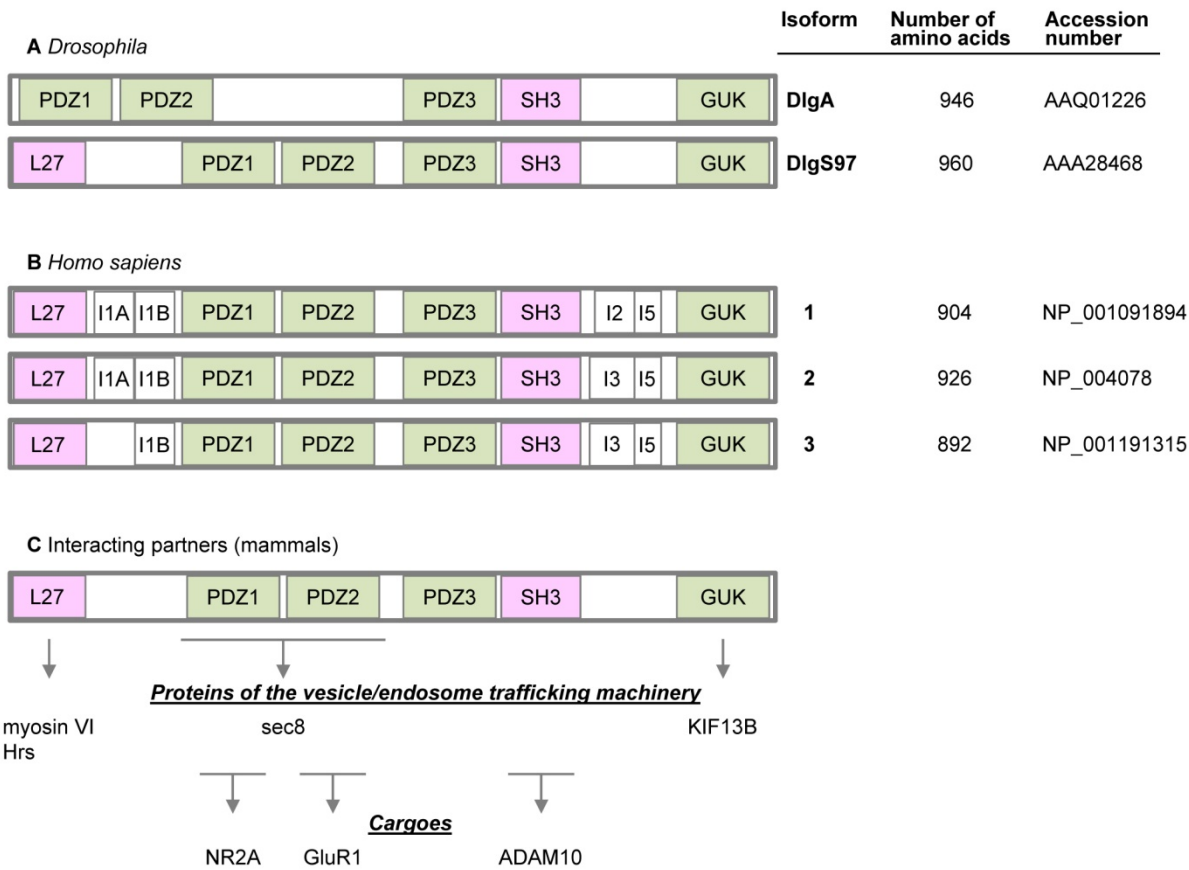 Isoform Number of amino acids Accession number
A Drosophila
PDZ1 PDZ2 PDZ3 SH3 GUK DlgA 946 AAQ01226
L27 PDZ1 PDZ2 PDZ3 SH3 GUK DlgS97 960 AAA28468
B Homo sapiens
L27 I1A I1B PDZ1 PDZ2 PDZ3 SH3 I2 I5 GUK 1 904 NP_001091894
L27 I1A I1B PDZ1 PDZ2 PDZ3 SH3 I3 I5 GUK 2 926 NP_004078
L27 I1B PDZ1 PDZ2 PDZ3 SH3 I3 I5 GUK 3 892 NP_001191315
C Interacting partners (mammals)
L27 PDZ1 PDZ2 PDZ3 SH3 GUK
Proteins of the vesicle/endosome trafficking machinery
myosin VI sec8 KIF13B
Hrs
Cargoes
NR2A GluR1 ADAM10